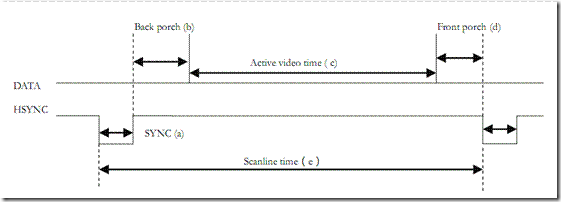 Back porch (b)
Front porch (d)
Active video time ( c)
DATA
HSYNC
SYNC (a)
Scanline time ( e )